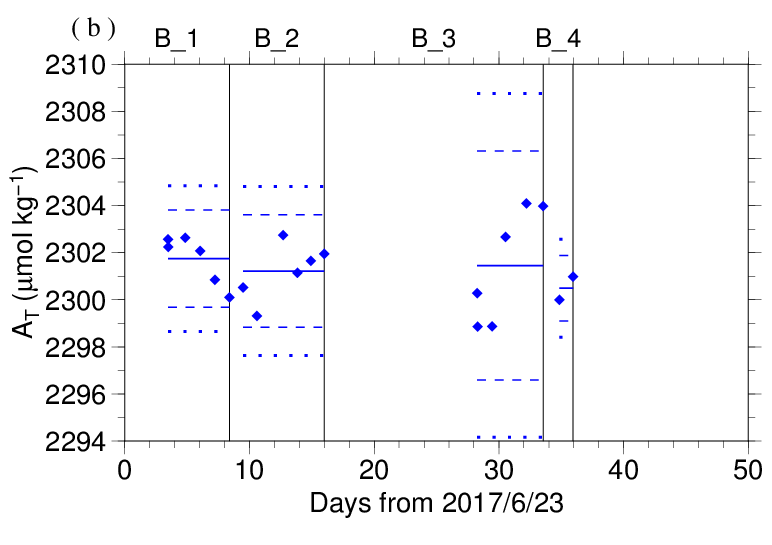 (b)
B_1 B_2 B_3 B_4
2310
2308
2306
2304
2302
2300
2298
2296
2294
A_T (μmol kg⁻¹)
0 10 20 30 40 50
Days from 2017/6/23